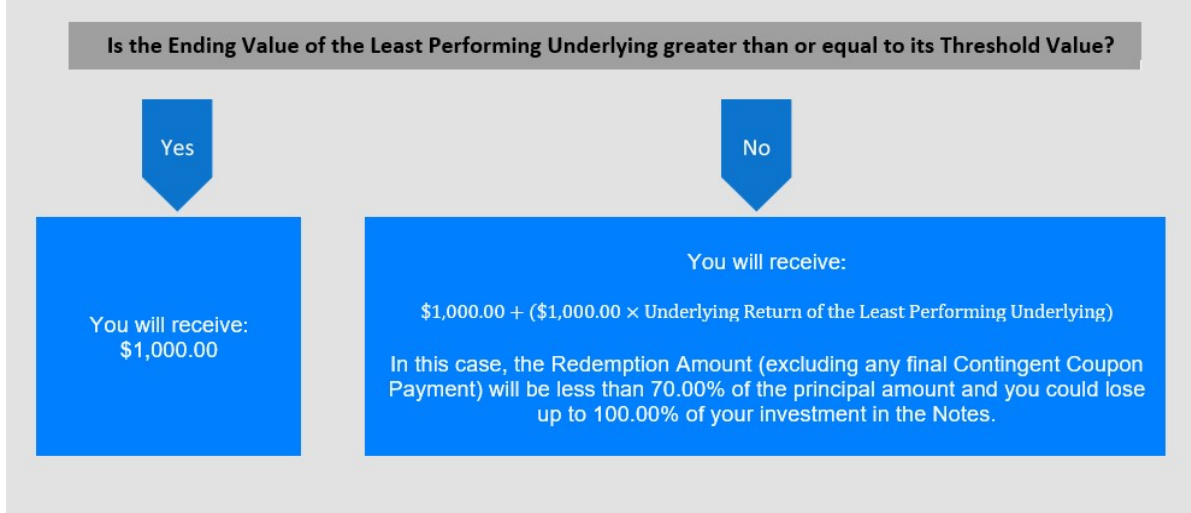 Is the Ending Value of the Least Performing Underlying greater than or equal to its Threshold Value?
Yes
No
You will receive:
$1,000.00
You will receive:
$1,000.00 + ($1,000.00 × Underlying Return of the Least Performing Underlying)
In this case, the Redemption Amount (excluding any final Contingent Coupon
Payment) will be less than 70.00% of the principal amount and you could lose
up to 100.00% of your investment in the Notes.